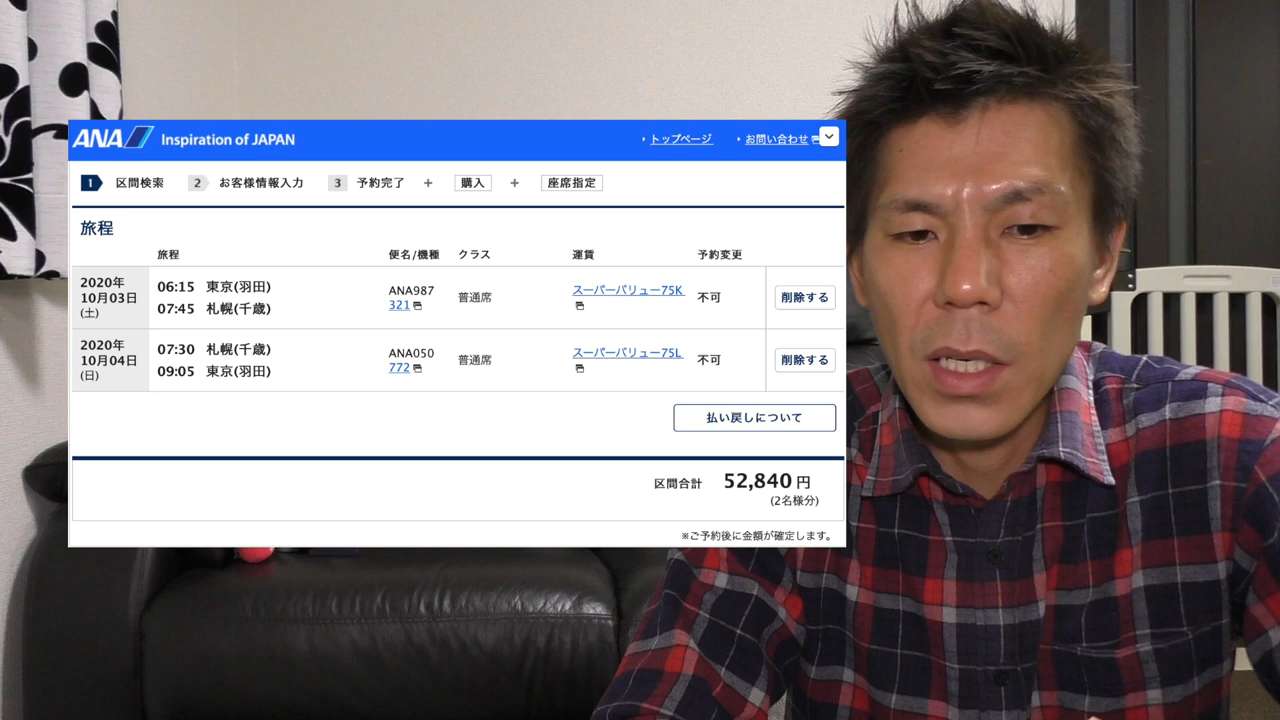 ANA Inspiration of JAPAN
トップページ お問い合わせ
1 区間検索 2 お客様情報入力 3 予約完了 + 購入 + 座席指定
旅程
旅程 便名/機種 クラス 運賃 予約変更
2020年
10月03日
(土)
06:15 東京(羽田)
07:45 札幌(千歳)
ANA987
321
普通席
スーパーバリュー75K
不可
削除する
2020年
10月04日
(日)
07:30 札幌(千歳)
09:05 東京(羽田)
ANA050
772
普通席
スーパーバリュー75L
不可
削除する
払い戻しについて
区間合計 52,840 円
(2名様分)
※ご予約後に金額が確定します。